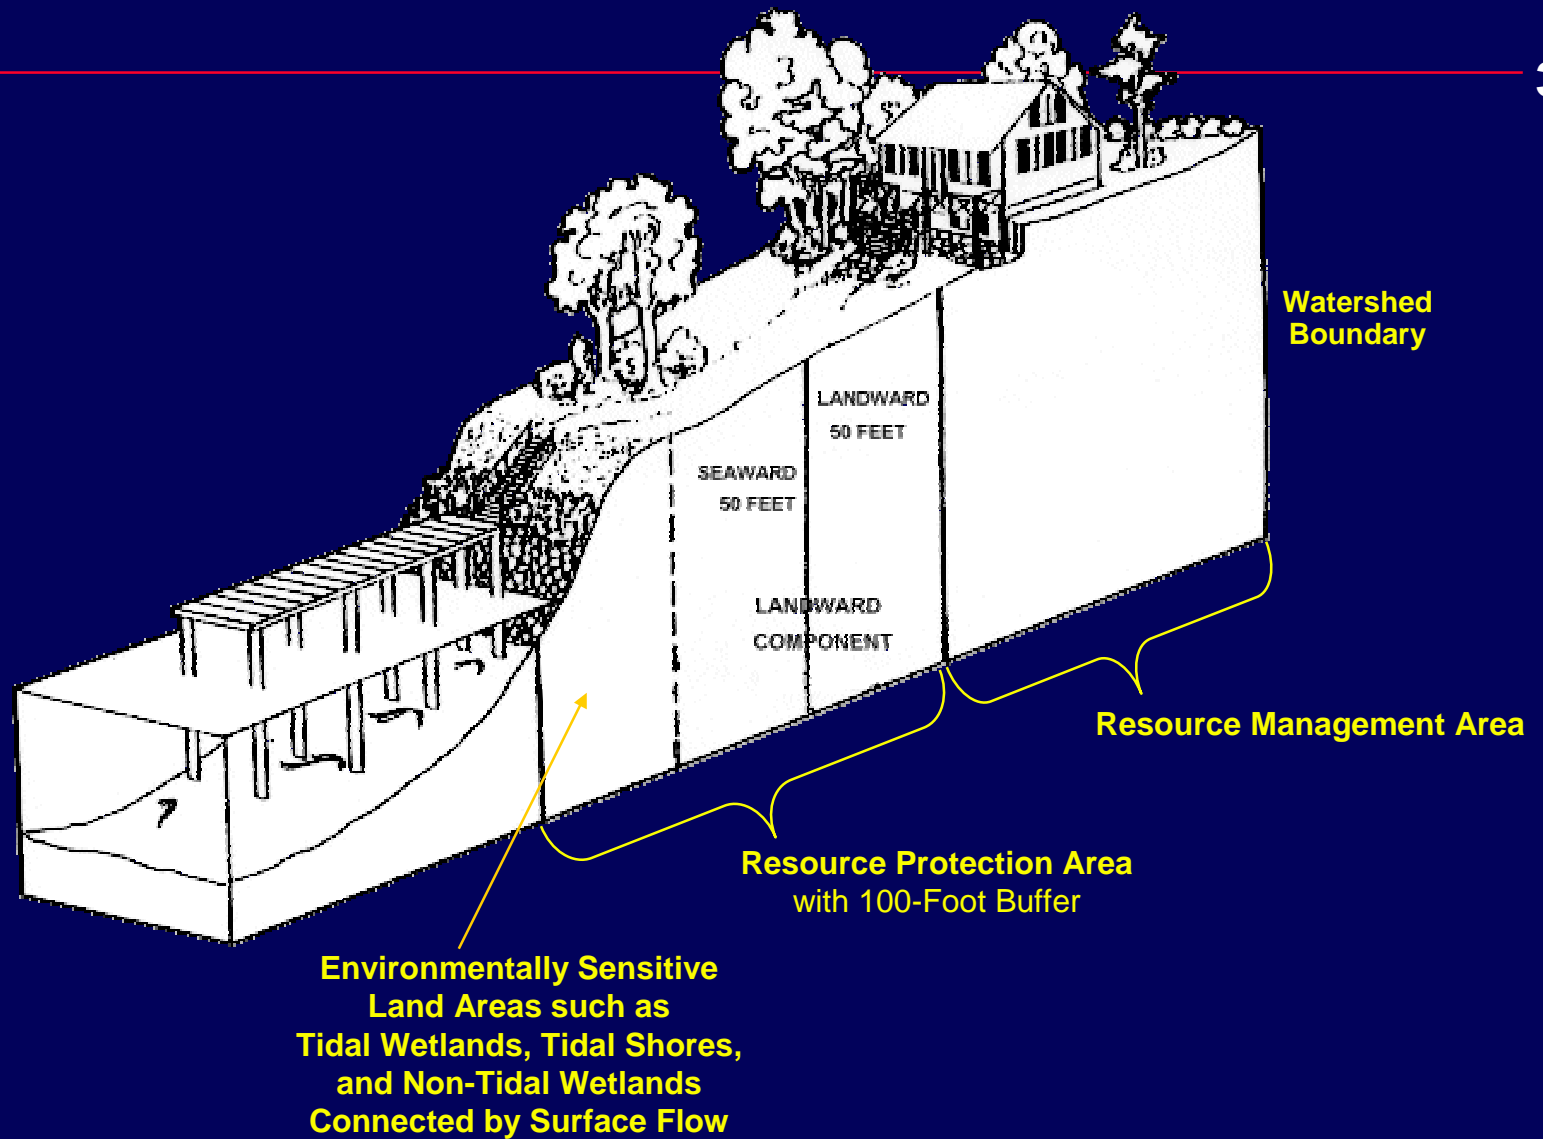 Watershed
Boundary
LANDWARD
50 FEET
SEAWARD
50 FEET
LANDWARD
COMPONENT
Resource Management Area
Resource Protection Area
with 100-Foot Buffer
Environmentally Sensitive
Land Areas such as
Tidal Wetlands, Tidal Shores,
and Non-Tidal Wetlands
Connected by Surface Flow